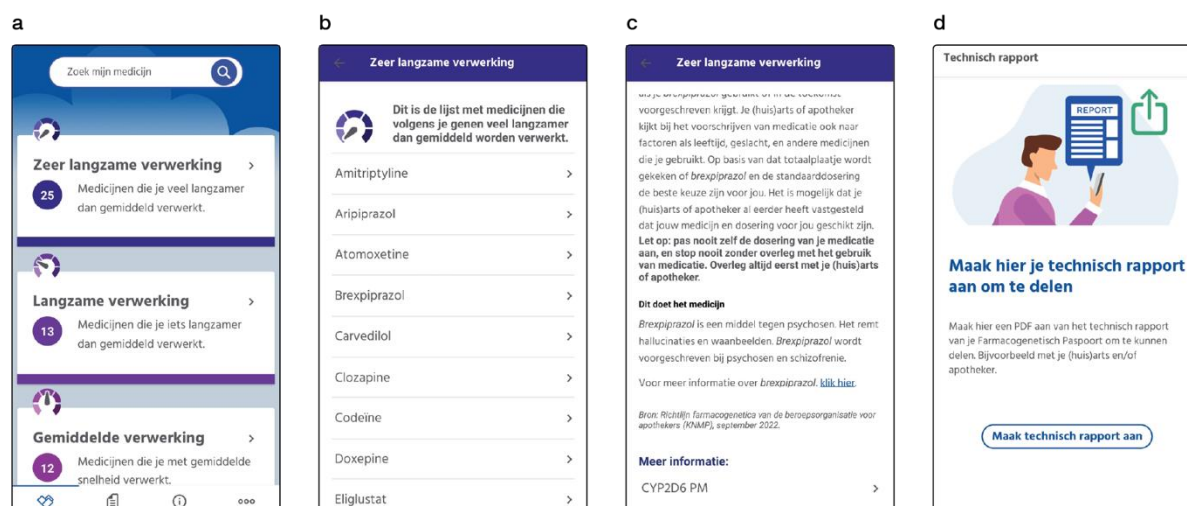 a
Zoek mijn medicijn
Zeer langzame verwerking
25
Medicijnen die je veel langzamer
dan gemiddeld verwerkt.
Langzame verwerking
13
Medicijnen die je iets langzamer
dan gemiddeld verwerkt.
Gemiddelde verwerking
12
Medicijnen die je met gemiddelde
snelheid verwerkt.
b
Zeer langzame verwerking
Dit is de lijst met medicijnen die
volgens je genen veel langzamer
dan gemiddeld worden verwerkt.
Amitriptyline
Aripiprazol
Atomoxetine
Brexpiprazol
Carvedilol
Clozapine
Codeïne
Doxepine
Eliglustat
c
Zeer langzame verwerking
als je brexpiprazol gebruikt of in de toekomst
voorgeschreven krijgt. Je (huis)arts of apotheker
kijkt bij het voorschrijven van medicatie ook naar
factoren als leeftijd, geslacht, en andere medicijnen
die je gebruikt. Op basis van dat totaalplaatje wordt
gekeken of brexpiprazol en de standaarddosering
de beste keuze zijn voor jou. Het is mogelijk dat je
(huis)arts of apotheker al eerder heeft vastgesteld
dat jouw medicijn en dosering voor jou geschikt zijn.
Let op: pas nooit zelf de dosering van je medicatie
aan, en stop nooit zonder overleg met het gebruik
van medicatie. Overleg altijd eerst met je (huis)arts
of apotheker.
Dit doet het medicijn
Brexpiprazol is een middel tegen psychosen. Het remt
hallucinaties en waanbeelden. Brexpiprazol wordt
voorgeschreven bij psychosen en schizofrenie.
Voor meer informatie over brexpiprazol, klik hier.
Bron: Richtlijn farmacogenetica van de beroepsorganisatie voor
apothekers (KNMP), september 2022.
Meer informatie:
CYP2D6 PM
d
Technisch rapport
REPORT
Maak hier je technisch rapport
aan om te delen
Maak hier een PDF aan van het technisch rapport
van je Farmacogenetisch Paspoort om te kunnen
delen. Bijvoorbeeld met je (huis)arts en/of
apotheker.
Maak technisch rapport aan